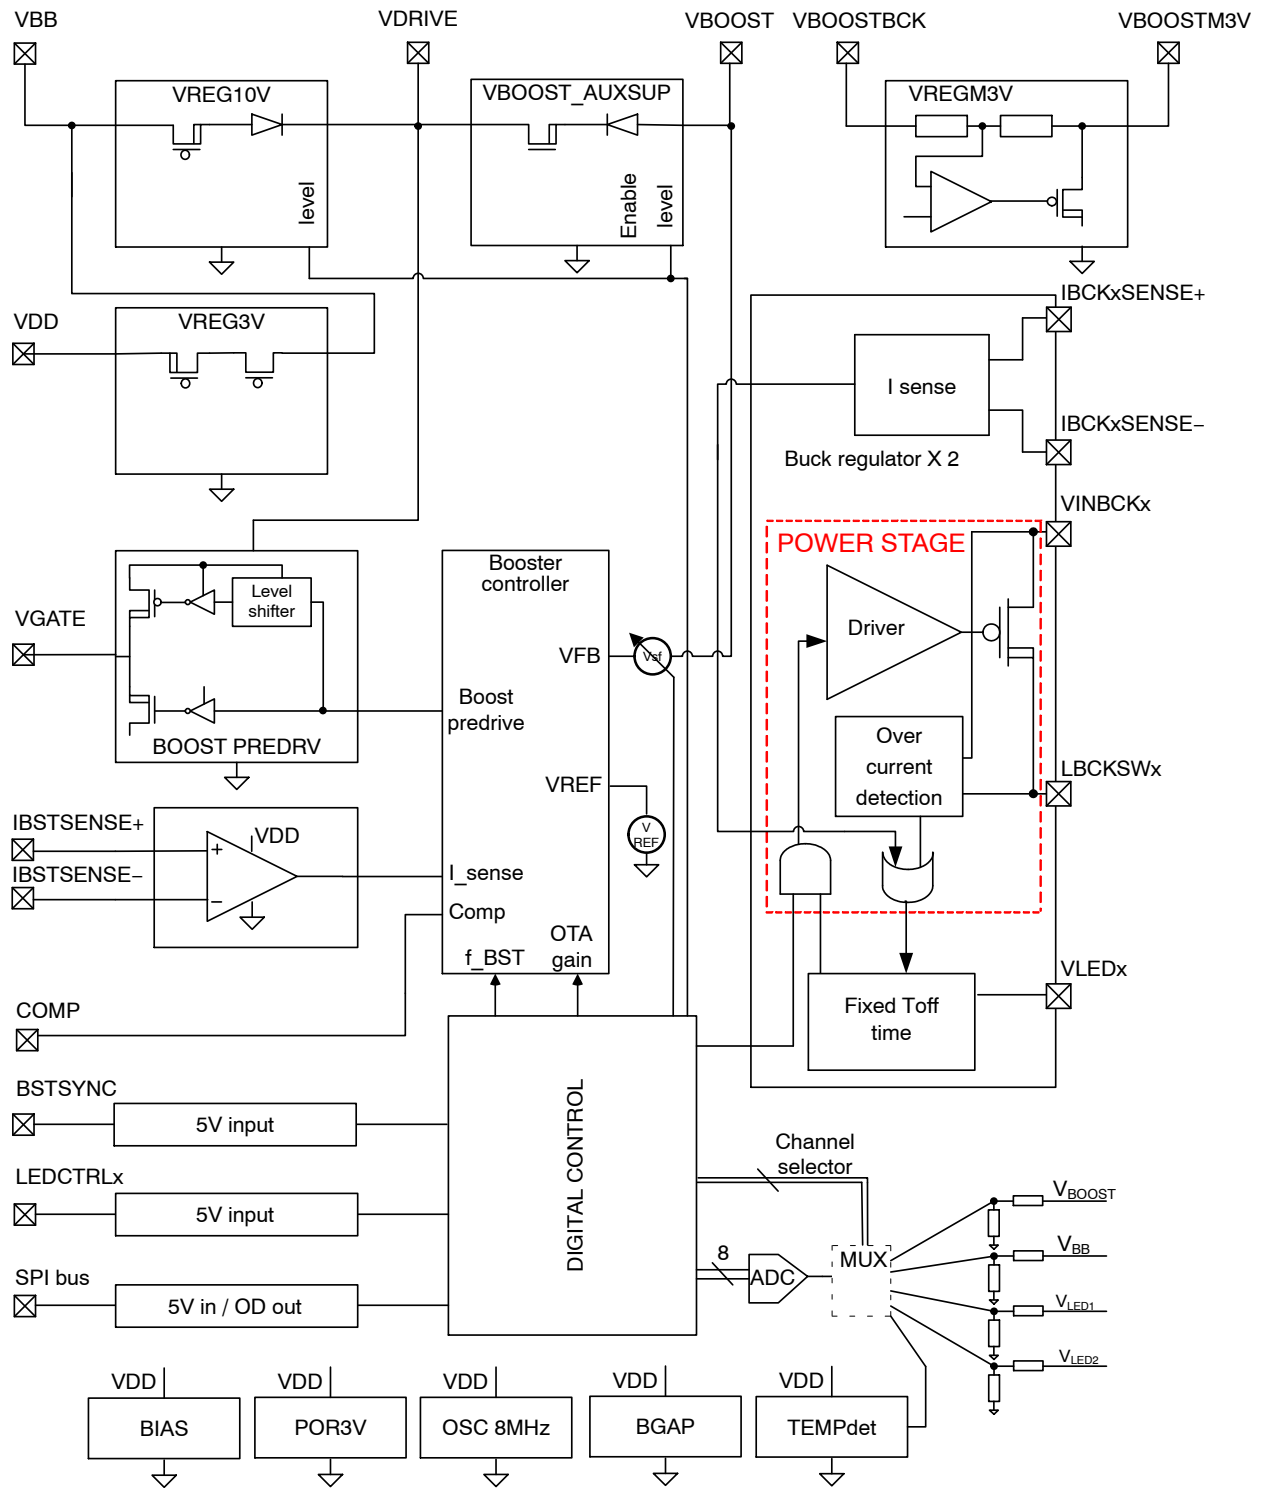 VBB
VDRIVE
VBOOST
VBOOSTBCK
VBOOSTM3V
VREG10V
level
VBOOST_AUXSUP
Enable
level
VREGM3V
VDD
VREG3V
IBCKxSENSE+
I sense
IBCKxSENSE−
Buck regulator X 2
VINBCKx
POWER STAGE
Driver
Over
current
detection
LBCKSWx
VLEDx
Fixed Toff
time
VGATE
Level
shifter
BOOST PREDRV
Booster
controller
VFB
Vsf
Boost
predrive
VREF
V
REF
I_sense
Comp
OTA
gain
f_BST
IBSTSENSE+
IBSTSENSE−
VDD
+
−
COMP
BSTSYNC
5V input
LEDCTRLx
5V input
SPI bus
5V in / OD out
DIGITAL CONTROL
Channel
selector
8
ADC
MUX
VBOOST
VBB
VLED1
VLED2
VDD
BIAS
VDD
POR3V
VDD
OSC 8MHz
VDD
BGAP
VDD
TEMPdet